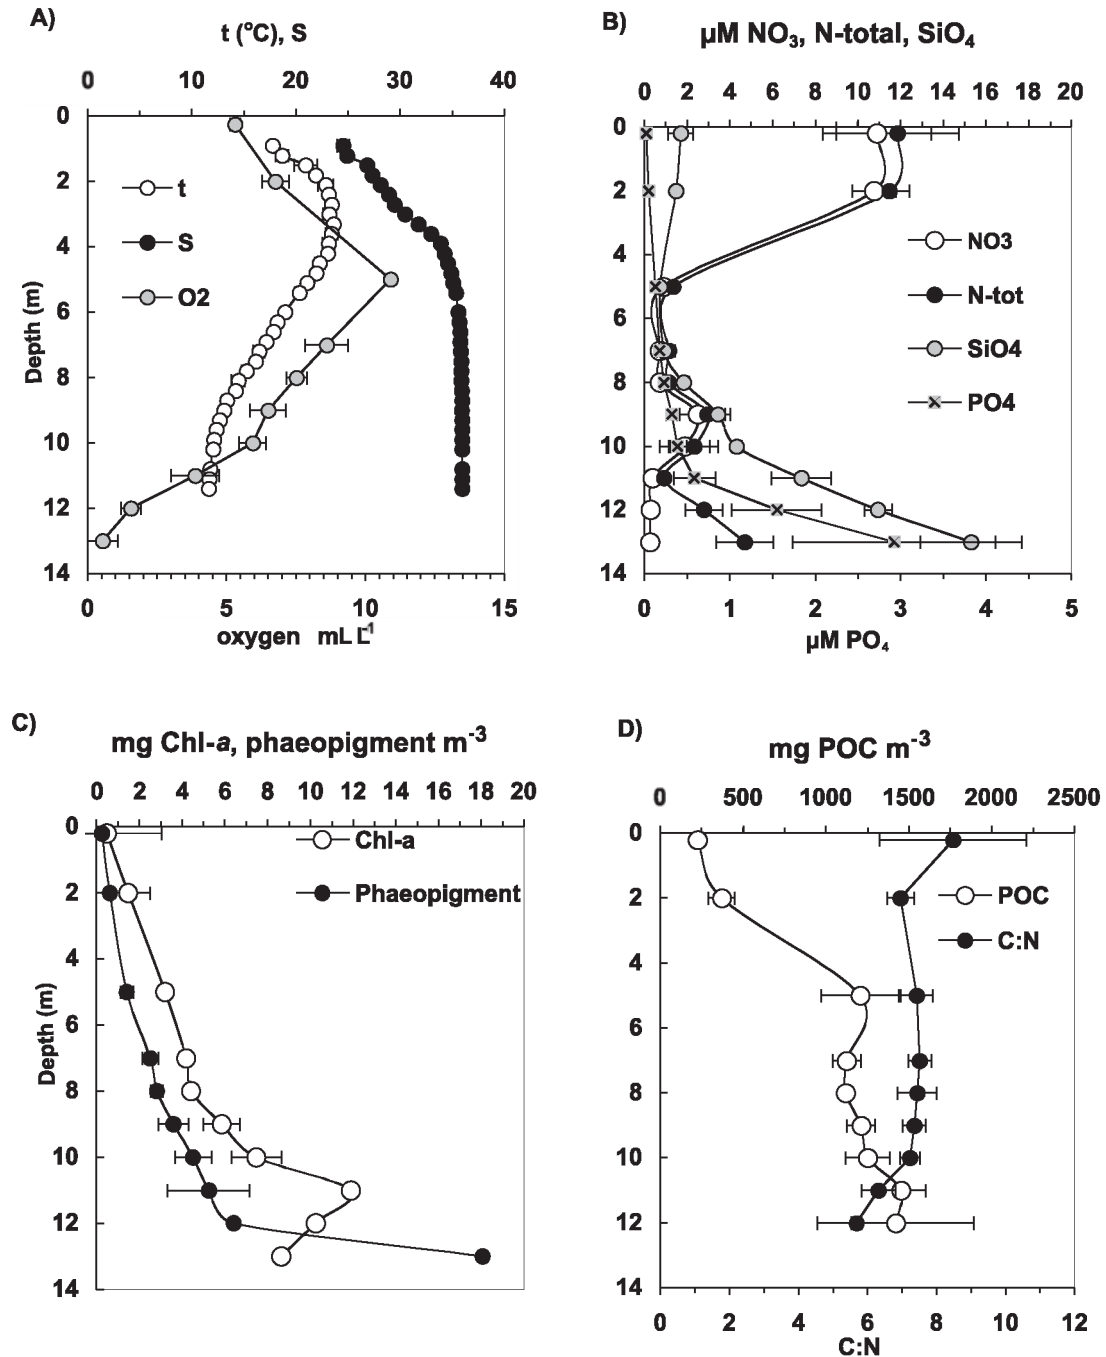 A)
t (°C), S
0 10 20 30 40
0
2
4
6
8
10
12
14
Depth (m)
t
S
O2
0 5 10 15
oxygen mL L⁻¹
B)
µM NO₃, N-total, SiO₄
0 2 4 6 8 10 12 14 16 18 20
0
2
4
6
8
10
12
14
NO3
N-tot
SiO4
PO4
0 1 2 3 4 5
µM PO₄
C)
mg Chl-a, phaeopigment m⁻³
0 2 4 6 8 10 12 14 16 18 20
0
2
4
6
8
10
12
14
Depth (m)
Chl-a
Phaeopigment
D)
mg POC m⁻³
0 500 1000 1500 2000 2500
0
2
4
6
8
10
12
14
POC
C:N
0 2 4 6 8 10 12
C:N